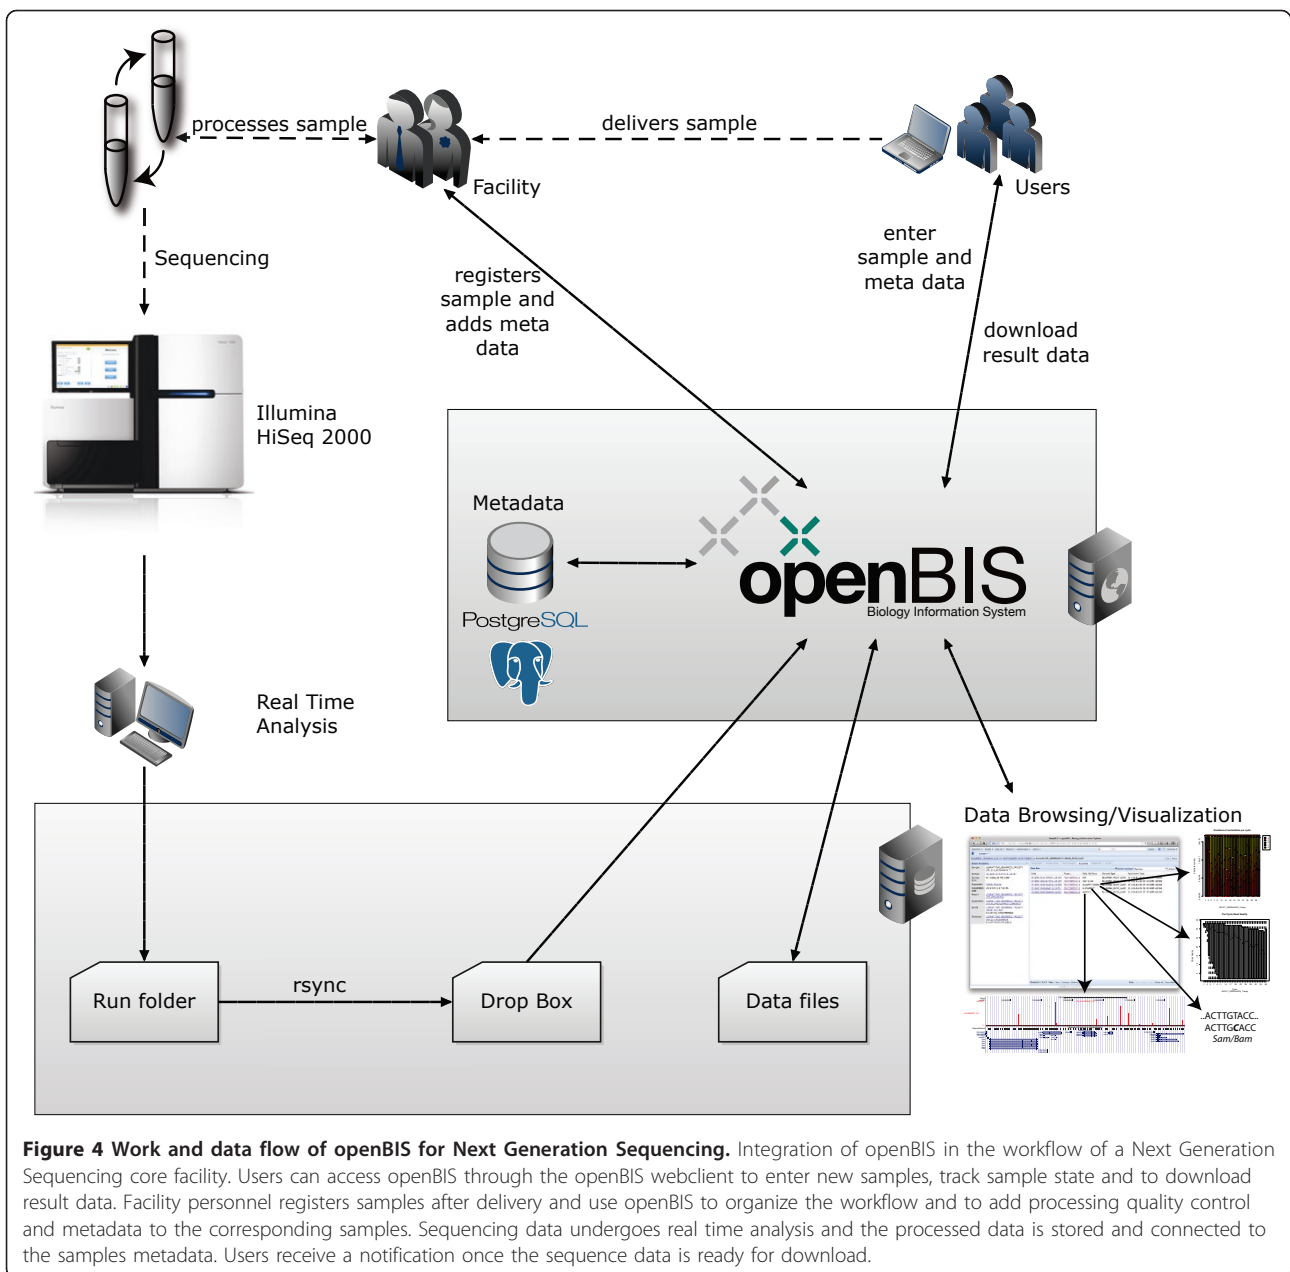 processes sample
delivers sample
Facility
Users
Sequencing
enter
sample and
meta data
registers
sample and
adds meta
data
download
result data
Illumina
HiSeq 2000
Metadata
PostgreSQL
openBIS
Biology Information System
Real Time
Analysis
Data Browsing/Visualization
Run folder
rsync
Drop Box
Data files
..ACTTGTACC..
ACTTGCACC
Sam/Bam
Figure 4 Work and data flow of openBIS for Next Generation Sequencing. Integration of openBIS in the workflow of a Next Generation
Sequencing core facility. Users can access openBIS through the openBIS webclient to enter new samples, track sample state and to download
result data. Facility personnel registers samples after delivery and use openBIS to organize the workflow and to add processing quality control
and metadata to the corresponding samples. Sequencing data undergoes real time analysis and the processed data is stored and connected to
the samples metadata. Users receive a notification once the sequence data is ready for download.